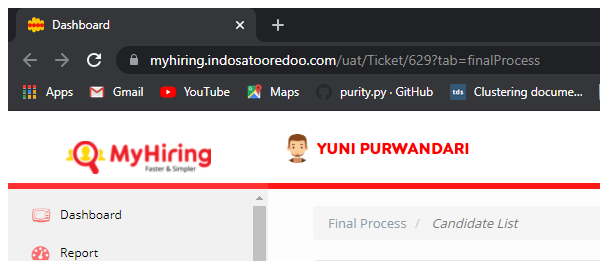 Dashboard
myhiring.indosatooredoo.com/uat/Ticket/629?tab=finalProcess
Apps Gmail YouTube Maps purity.py · GitHub tds Clustering docume...
MyHiring
Faster & Simpler
YUNI PURWANDARI
Dashboard
Final Process / Candidate List
Report